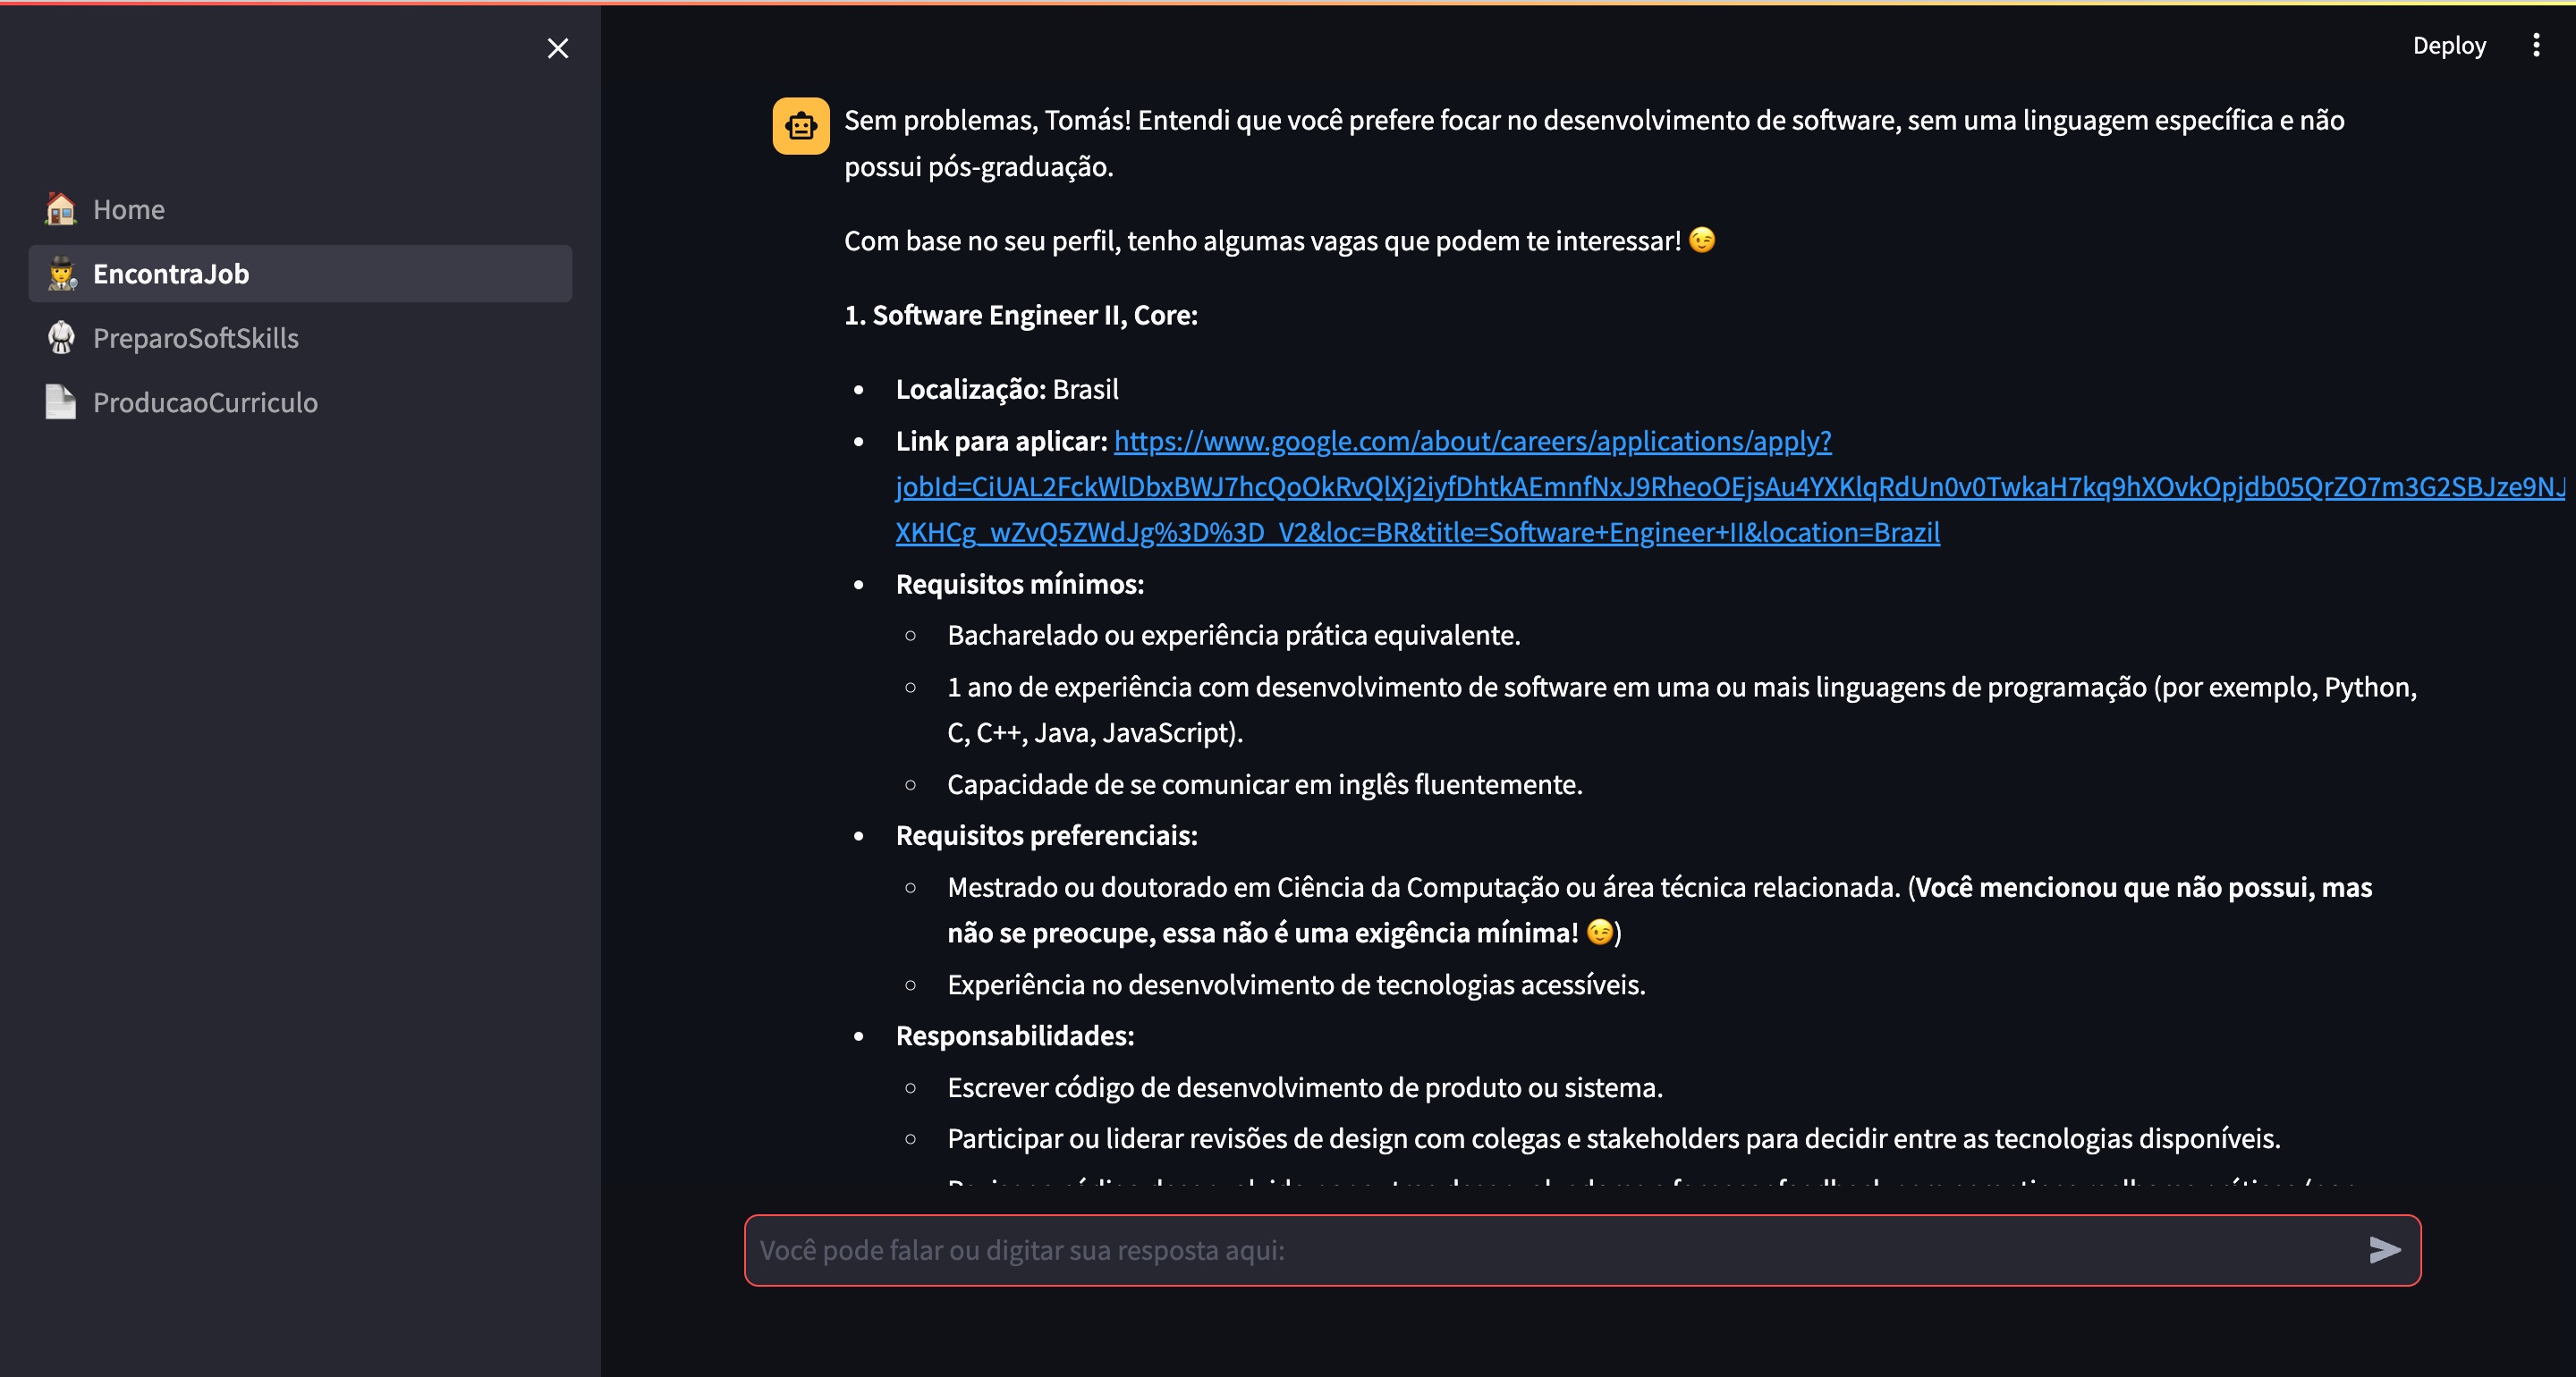 Deploy
Home
EncontraJob
PreparoSoftSkills
ProducaoCurriculo
Sem problemas, Tomás! Entendi que você prefere focar no desenvolvimento de software, sem uma linguagem específica e não
possui pós-graduação.
Com base no seu perfil, tenho algumas vagas que podem te interessar! 😉
1. Software Engineer II, Core:
• Localização: Brasil
• Link para aplicar: https://www.google.com/about/careers/applications/apply?
jobId=CiUAL2FckWlDbxBWJ7hcQoOkRvQlXj2iyfDhtkAEmnfNxJ9RheoOEjsAu4YXKlqRdUn0v0TwkaH7kq9hXOvkOpjdb05QrZO7m3G2SBJze9NJ
XKHCg_wZvQ5ZWdJg%3D%3D_V2&loc=BR&title=Software+Engineer+II&location=Brazil
• Requisitos mínimos:
○ Bacharelado ou experiência prática equivalente.
○ 1 ano de experiência com desenvolvimento de software em uma ou mais linguagens de programação (por exemplo, Python,
C, C++, Java, JavaScript).
○ Capacidade de se comunicar em inglês fluentemente.
• Requisitos preferenciais:
○ Mestrado ou doutorado em Ciência da Computação ou área técnica relacionada. (Você mencionou que não possui, mas
não se preocupe, essa não é uma exigência mínima! 😉)
○ Experiência no desenvolvimento de tecnologias acessíveis.
• Responsabilidades:
○ Escrever código de desenvolvimento de produto ou sistema.
○ Participar ou liderar revisões de design com colegas e stakeholders para decidir entre as tecnologias disponíveis.
Você pode falar ou digitar sua resposta aqui: